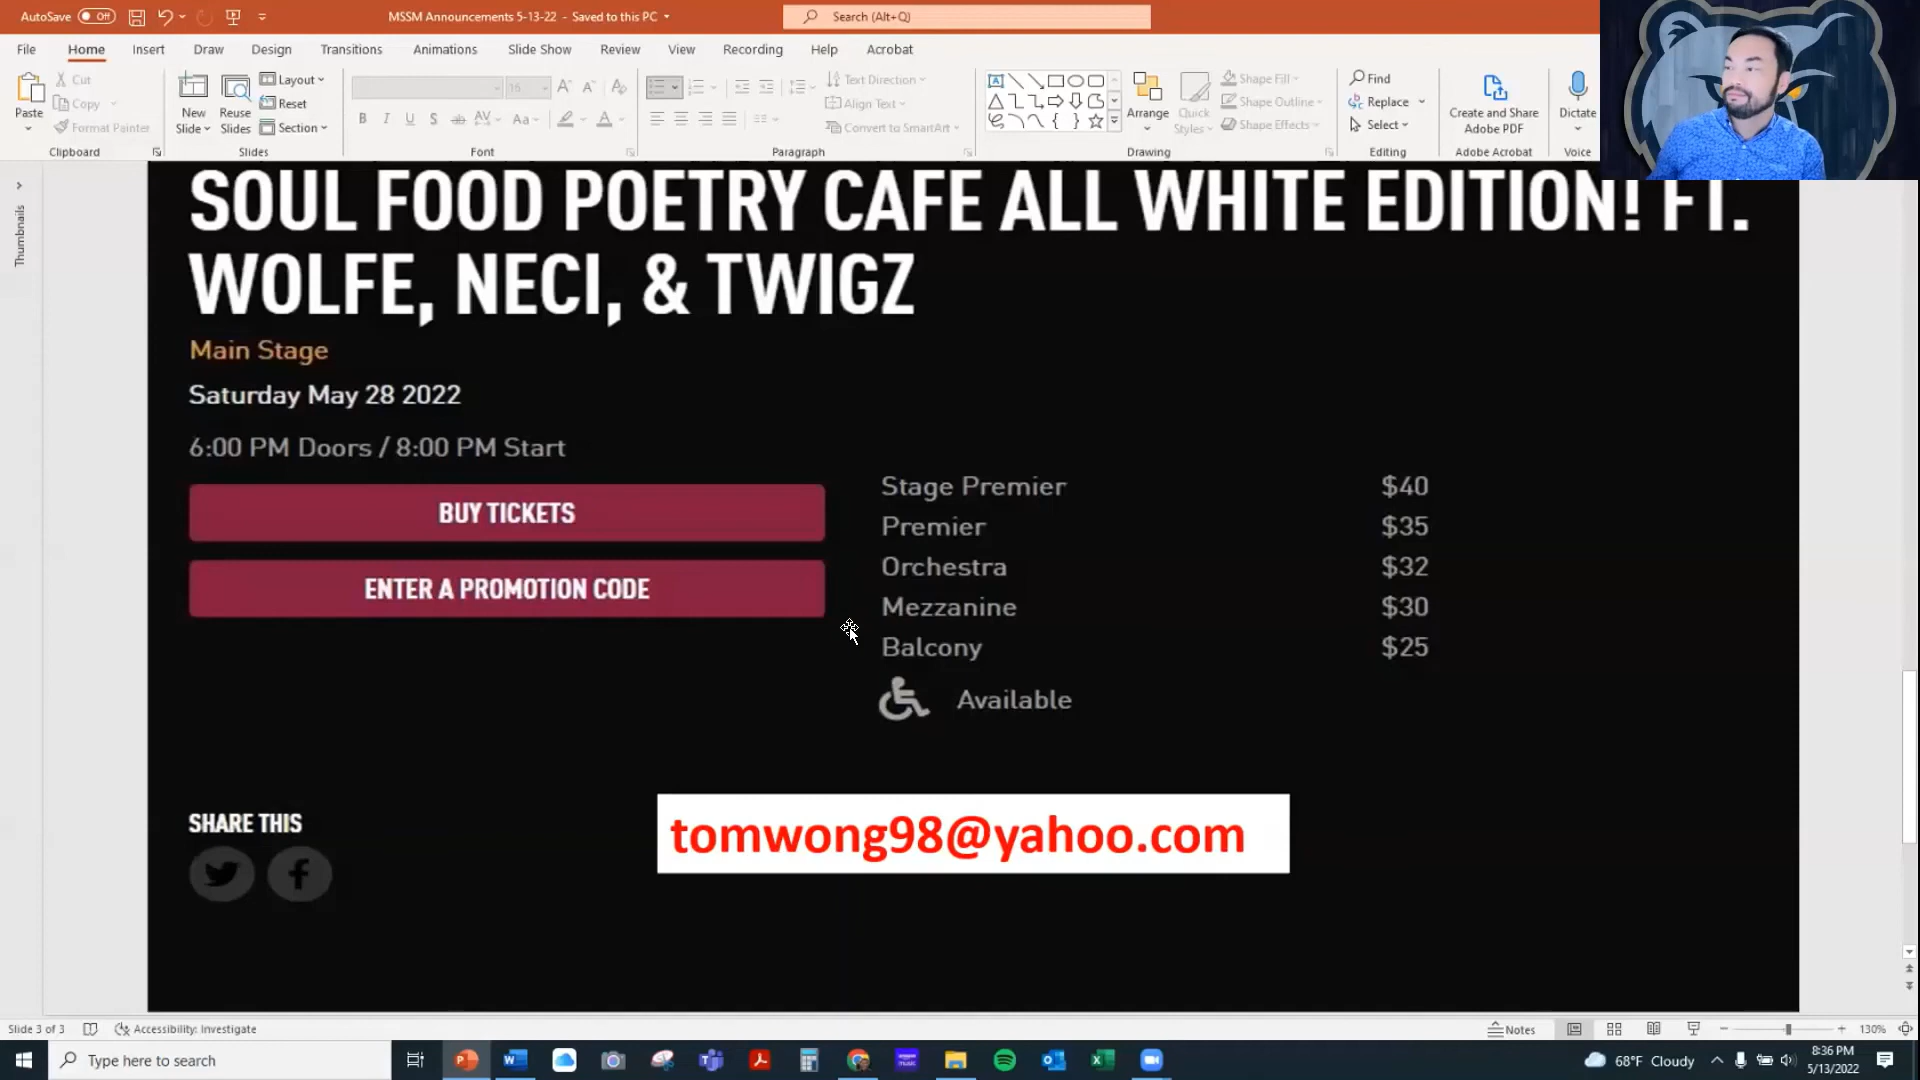 AutoSave Off MSSM Announcements 5-13-22 - Saved to this PC Search (Alt+Q)
File Home Insert Draw Design Transitions Animations Slide Show Review View Recording Help Acrobat
Paste
Cut
Copy
Format Painter
Clipboard
New Slide
Reuse Slides
Layout
Reset
Section
Slides
16
Font
Text Direction
Align Text
Convert to SmartArt
Paragraph
Arrange
Quick Styles
Shape Fill
Shape Outline
Shape Effects
Drawing
Find
Replace
Select
Editing
Create and Share
Adobe PDF
Adobe Acrobat
Dictate
Voice
Thumbnails
SOUL FOOD POETRY CAFE ALL WHITE EDITION! FT.
WOLFE, NECI, & TWIGZ
Main Stage
Saturday May 28 2022
6:00 PM Doors / 8:00 PM Start
BUY TICKETS
ENTER A PROMOTION CODE
Stage Premier $40
Premier $35
Orchestra $32
Mezzanine $30
Balcony $25
Available
SHARE THIS
tomwong98@yahoo.com
Slide 3 of 3 Accessibility: Investigate Notes 130%
Type here to search 68°F Cloudy 8:36 PM
5/13/2022